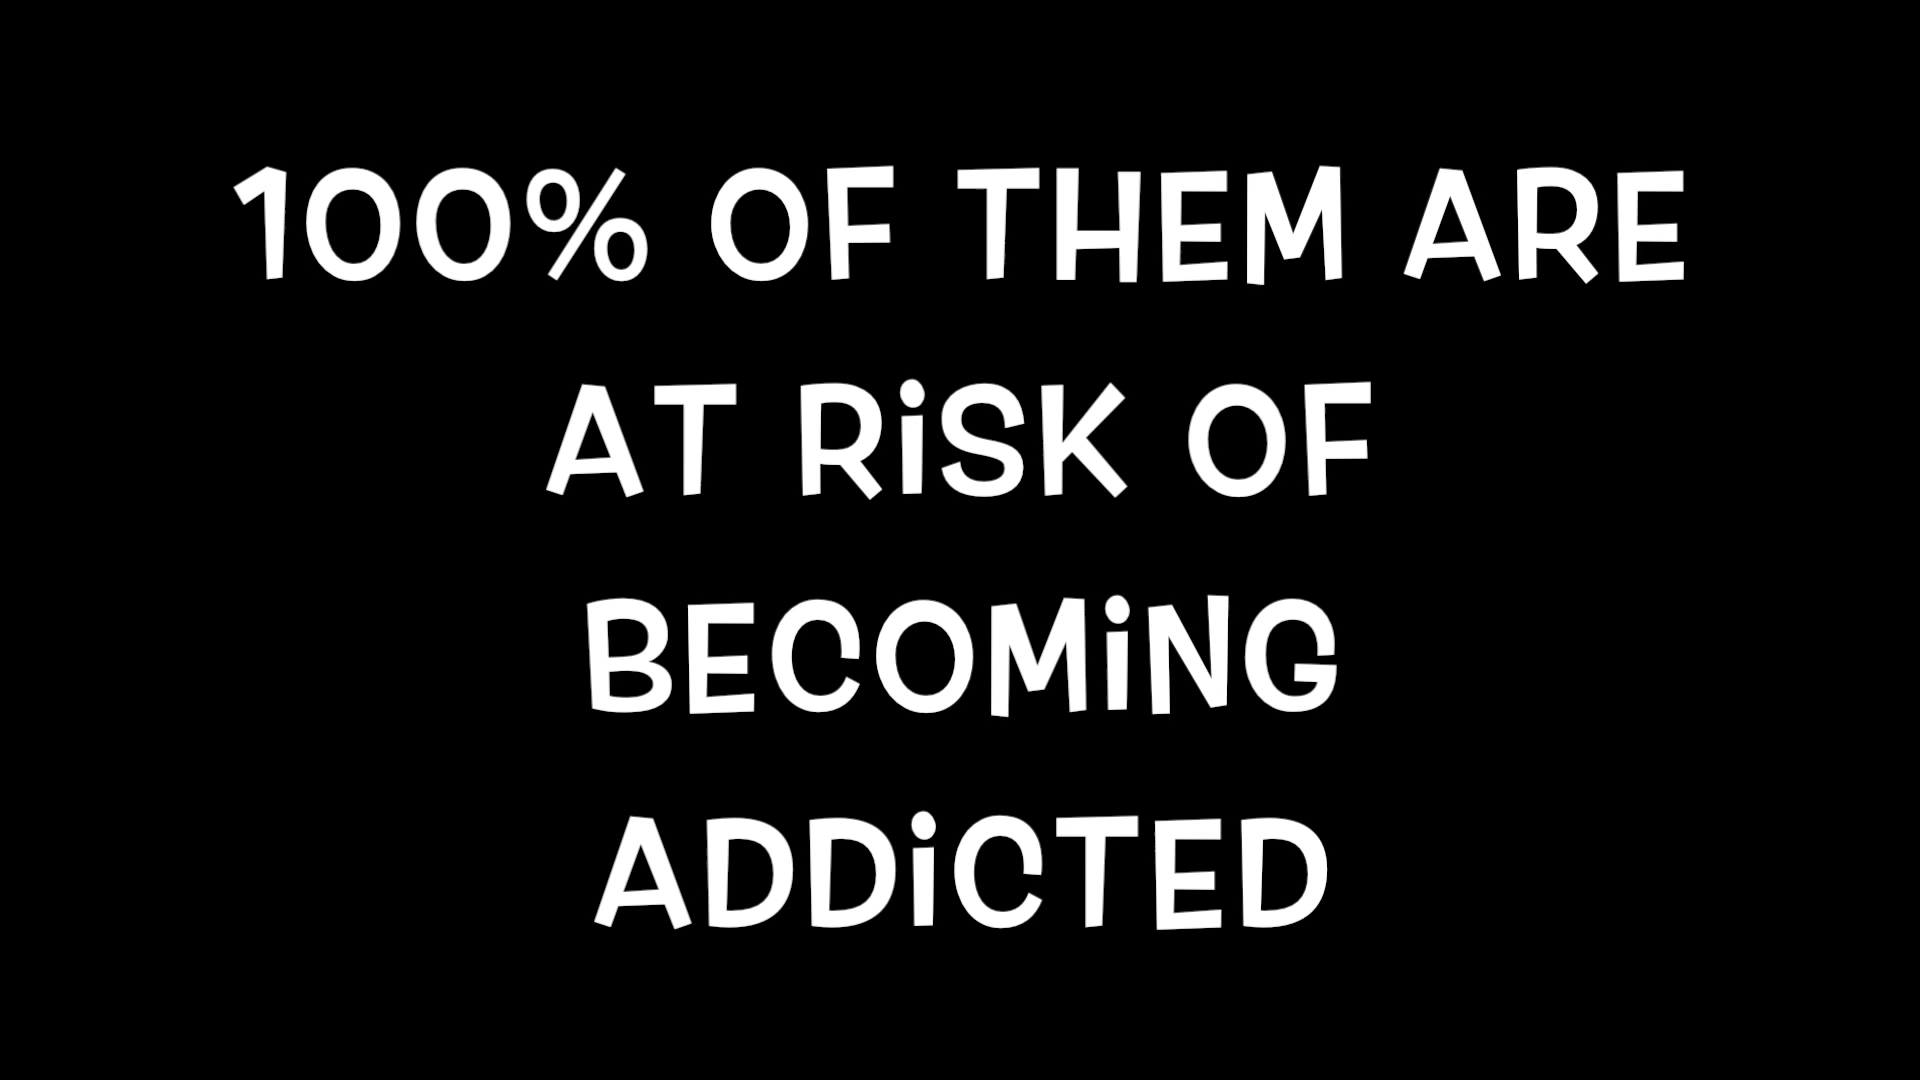 100% OF THEM ARE
AT RiSK OF
BECOMiNG
ADDiCTED